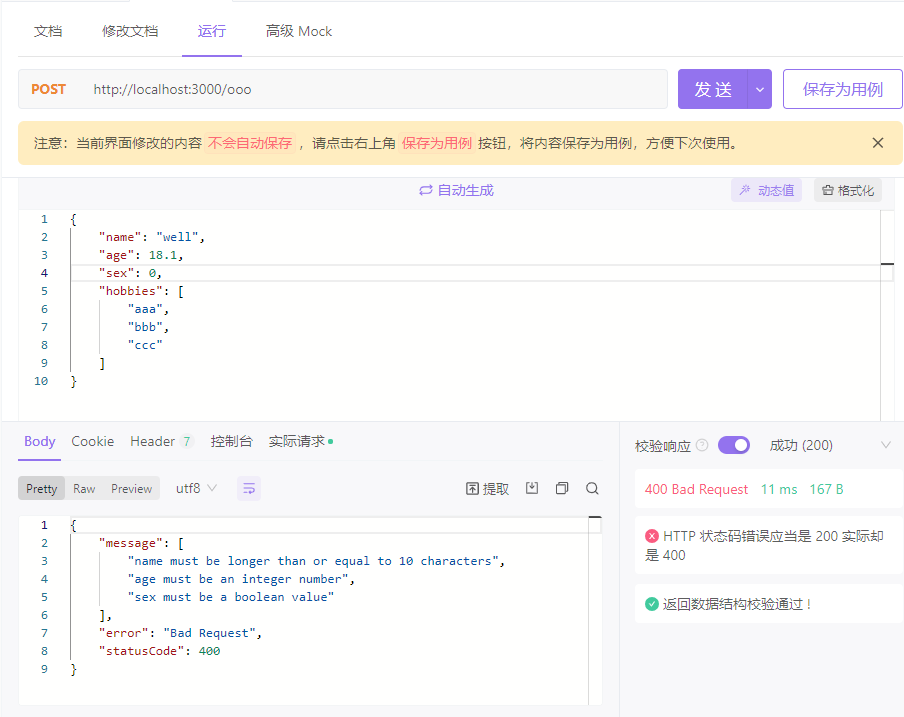 文档 修改文档 运行 高级 Mock
POST http://localhost:3000/ooo 发 送 保存为用例
注意：当前界面修改的内容 不会自动保存 ，请点击右上角 保存为用例 按钮，将内容保存为用例，方便下次使用。
自动生成 动态值 格式化
1 {
2 "name": "well",
3 "age": 18.1,
4 "sex": 0,
5 "hobbies": [
6 "aaa",
7 "bbb",
8 "ccc"
9 ]
10 }
Body Cookie Header 7 控制台 实际请求
Pretty Raw Preview utf8 提取
1 {
2 "message": [
3 "name must be longer than or equal to 10 characters",
4 "age must be an integer number",
5 "sex must be a boolean value"
6 ],
7 "error": "Bad Request",
8 "statusCode": 400
9 }
校验响应 ? 成功 (200)
400 Bad Request 11 ms 167 B
HTTP 状态码错误应当是 200 实际却
是 400
返回数据结构校验通过！